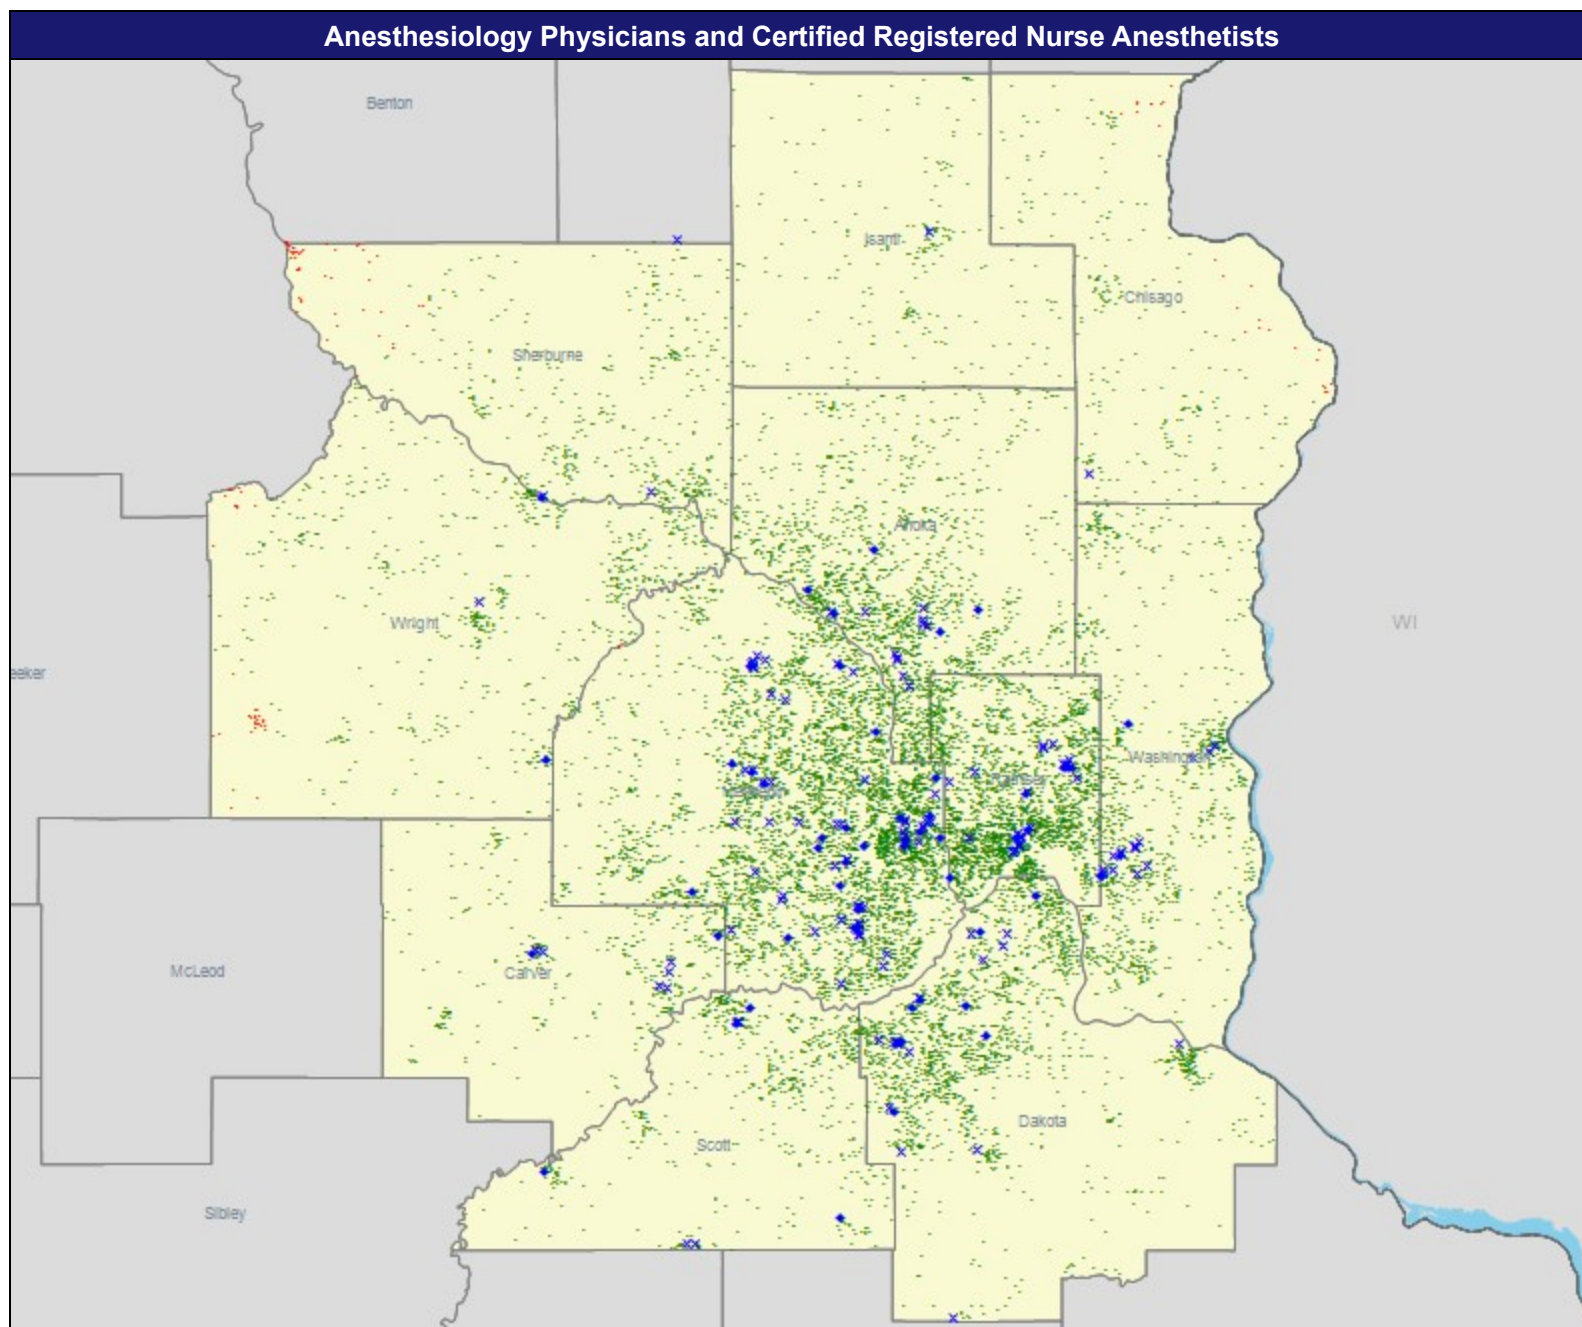 Anesthesiology Physicians and Certified Registered Nurse Anesthetists
Benton
Isanti
Chisago
Sherburne
Anoka
Wright
WI
eeker
Washington
Ramsey
McLeod
Carver
Dakota
Scott
Sibley